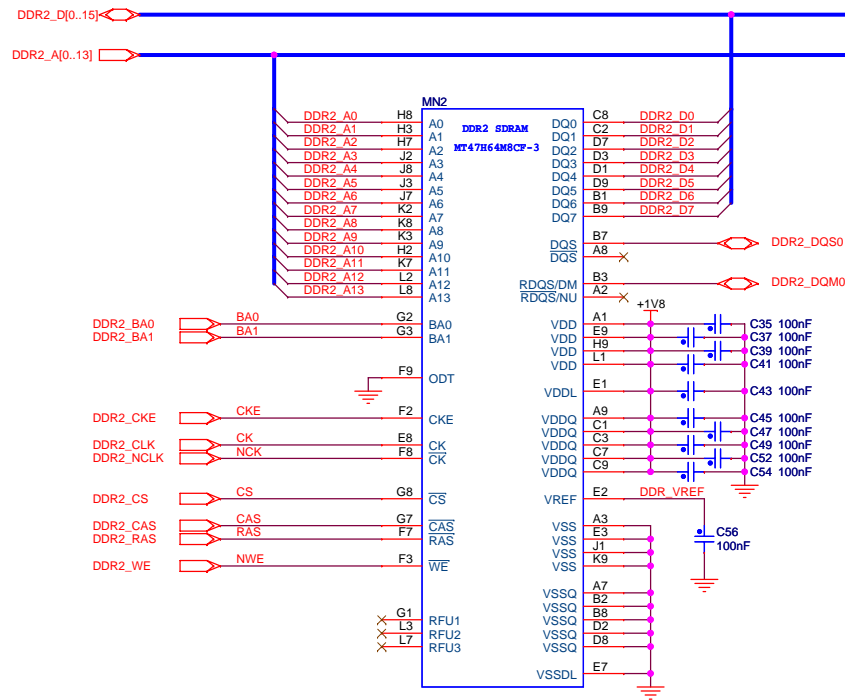 DDR2_D[0..15]
DDR2_A[0..13]
MN2
DDR2 SDRAM
MT47H64M8CF-3
DDR2_A0 H8 A0 DQ0 C8 DDR2_D0
DDR2_A1 H3 A1 DQ1 C2 DDR2_D1
DDR2_A2 H7 A2 DQ2 D7 DDR2_D2
DDR2_A3 J2 A3 DQ3 D3 DDR2_D3
DDR2_A4 J8 A4 DQ4 D1 DDR2_D4
DDR2_A5 J3 A5 DQ5 D9 DDR2_D5
DDR2_A6 J7 A6 DQ6 B1 DDR2_D6
DDR2_A7 K2 A7 DQ7 B9 DDR2_D7
DDR2_A8 K8 A8
DDR2_A9 K3 A9 DQS B7 DDR2_DQS0
DDR2_A10 H2 A10 DQS A8
DDR2_A11 K7 A11
DDR2_A12 L2 A12 RDQS/DM B3 DDR2_DQM0
DDR2_A13 L8 A13 RDQS/NU A2
+1V8
DDR2_BA0 BA0 G2 BA0 VDD A1 C35 100nF
DDR2_BA1 BA1 G3 BA1 VDD E9 C37 100nF
VDD H9 C39 100nF
VDD L1 C41 100nF
F9 ODT
VDDL E1 C43 100nF
DDR2_CKE CKE F2 CKE VDDQ A9 C45 100nF
VDDQ C1 C47 100nF
DDR2_CLK CK E8 CK VDDQ C3 C49 100nF
DDR2_NCLK NCK F8 CK VDDQ C7 C52 100nF
VDDQ C9 C54 100nF
DDR2_CS CS G8 CS VREF E2 DDR_VREF
DDR2_CAS CAS G7 CAS VSS A3
DDR2_RAS RAS F7 RAS VSS E3 C56
VSS J1 100nF
DDR2_WE NWE F3 WE VSS K9
VSSQ A7
VSSQ B2
G1 RFU1 VSSQ B8
L3 RFU2 VSSQ D2
L7 RFU3 VSSQ D8
VSSDL E7